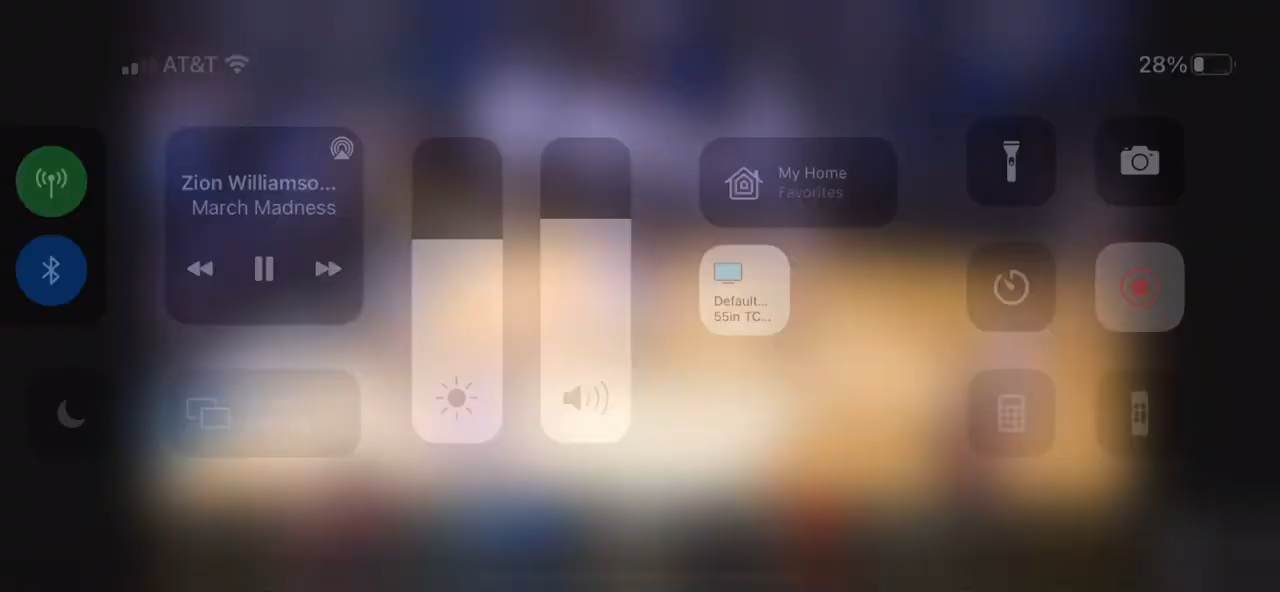 AT&T
28%
Zion Williamso...
March Madness
My Home
Favorites
Default...
55in TC...